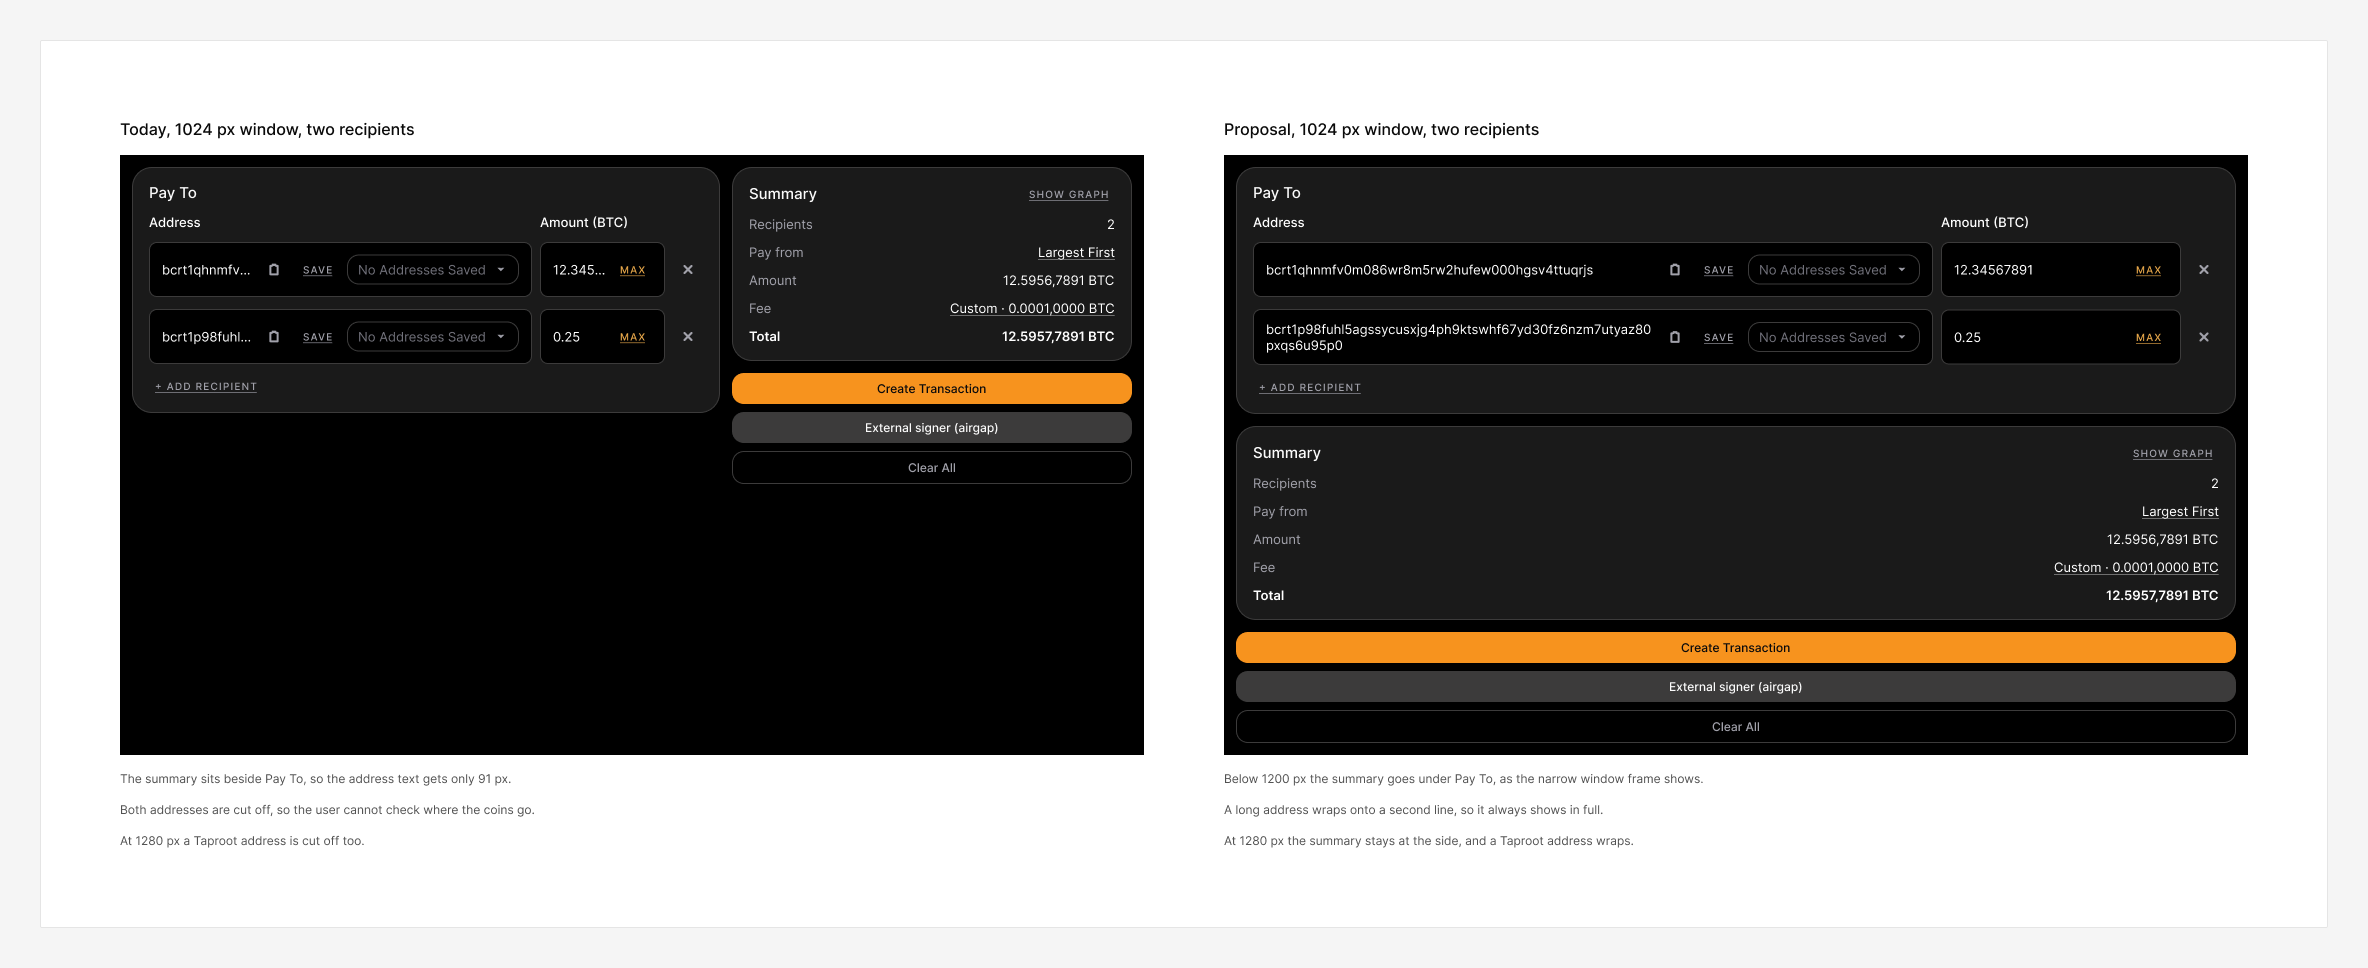 Today, 1024 px window, two recipients
Pay To
Address
Amount (BTC)
bcrt1qhnmfv...
SAVE
No Addresses Saved
12.345...
MAX
bcrt1p98fuhl...
SAVE
No Addresses Saved
0.25
MAX
+ ADD RECIPIENT
Summary
SHOW GRAPH
Recipients
2
Pay from
Largest First
Amount
12.5956,7891 BTC
Fee
Custom · 0.0001,0000 BTC
Total
12.5957,7891 BTC
Create Transaction
External signer (airgap)
Clear All
The summary sits beside Pay To, so the address text gets only 91 px.
Both addresses are cut off, so the user cannot check where the coins go.
At 1280 px a Taproot address is cut off too.
Proposal, 1024 px window, two recipients
Pay To
Address
Amount (BTC)
bcrt1qhnmfv0m086wr8m5rw2hufew000hgsv4ttuqrjs
SAVE
No Addresses Saved
12.34567891
MAX
bcrt1p98fuhl5agssycusxjg4ph9ktswhf67yd30fz6nzm7utyaz80
pxqs6u95p0
SAVE
No Addresses Saved
0.25
MAX
+ ADD RECIPIENT
Summary
SHOW GRAPH
Recipients
2
Pay from
Largest First
Amount
12.5956,7891 BTC
Fee
Custom · 0.0001,0000 BTC
Total
12.5957,7891 BTC
Create Transaction
External signer (airgap)
Clear All
Below 1200 px the summary goes under Pay To, as the narrow window frame shows.
A long address wraps onto a second line, so it always shows in full.
At 1280 px the summary stays at the side, and a Taproot address wraps.